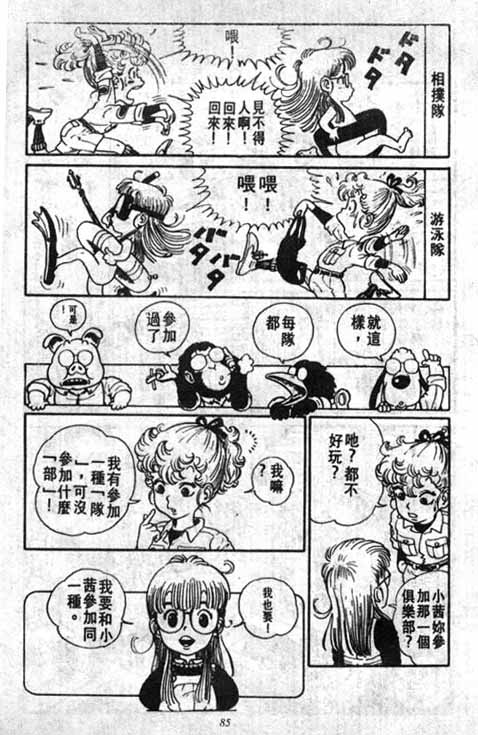 相撲隊
ドタ
ドタ
喂！
見不得
人啊！
回來！
回來！
游泳隊
喂！
喂！
バタ
バタ
就這
樣，
每隊
都
參加
過了
可是
！
吔？都不
好玩？
小茜妳參
加那一個
俱樂部？
我嘛
？
我有參加
一種「隊
」，可沒
參加什麼
「部」！
我也要！
我要和小
茜參加同
一種。
85